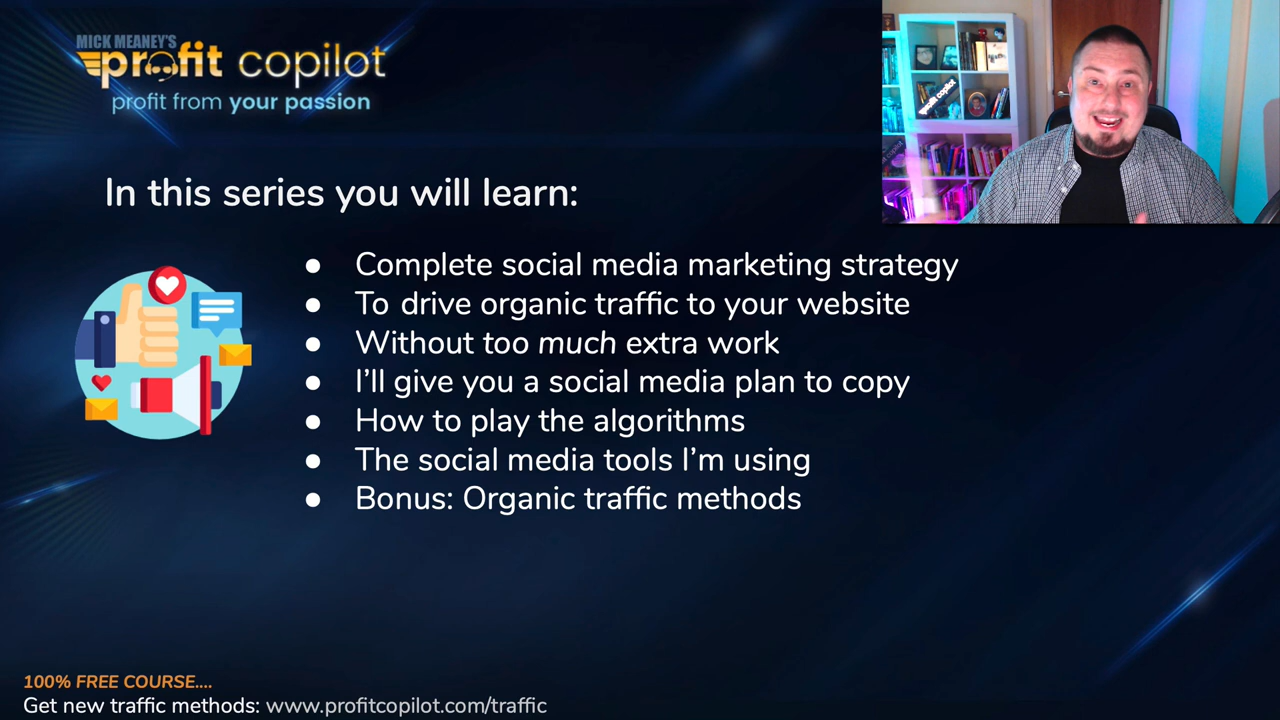 MICK MEANEY'S
profit copilot
profit from your passion
In this series you will learn:
● Complete social media marketing strategy
● To drive organic traffic to your website
● Without too much extra work
● I'll give you a social media plan to copy
● How to play the algorithms
● The social media tools I'm using
● Bonus: Organic traffic methods
profit copilot
100% FREE COURSE....
Get new traffic methods: www.profitcopilot.com/traffic